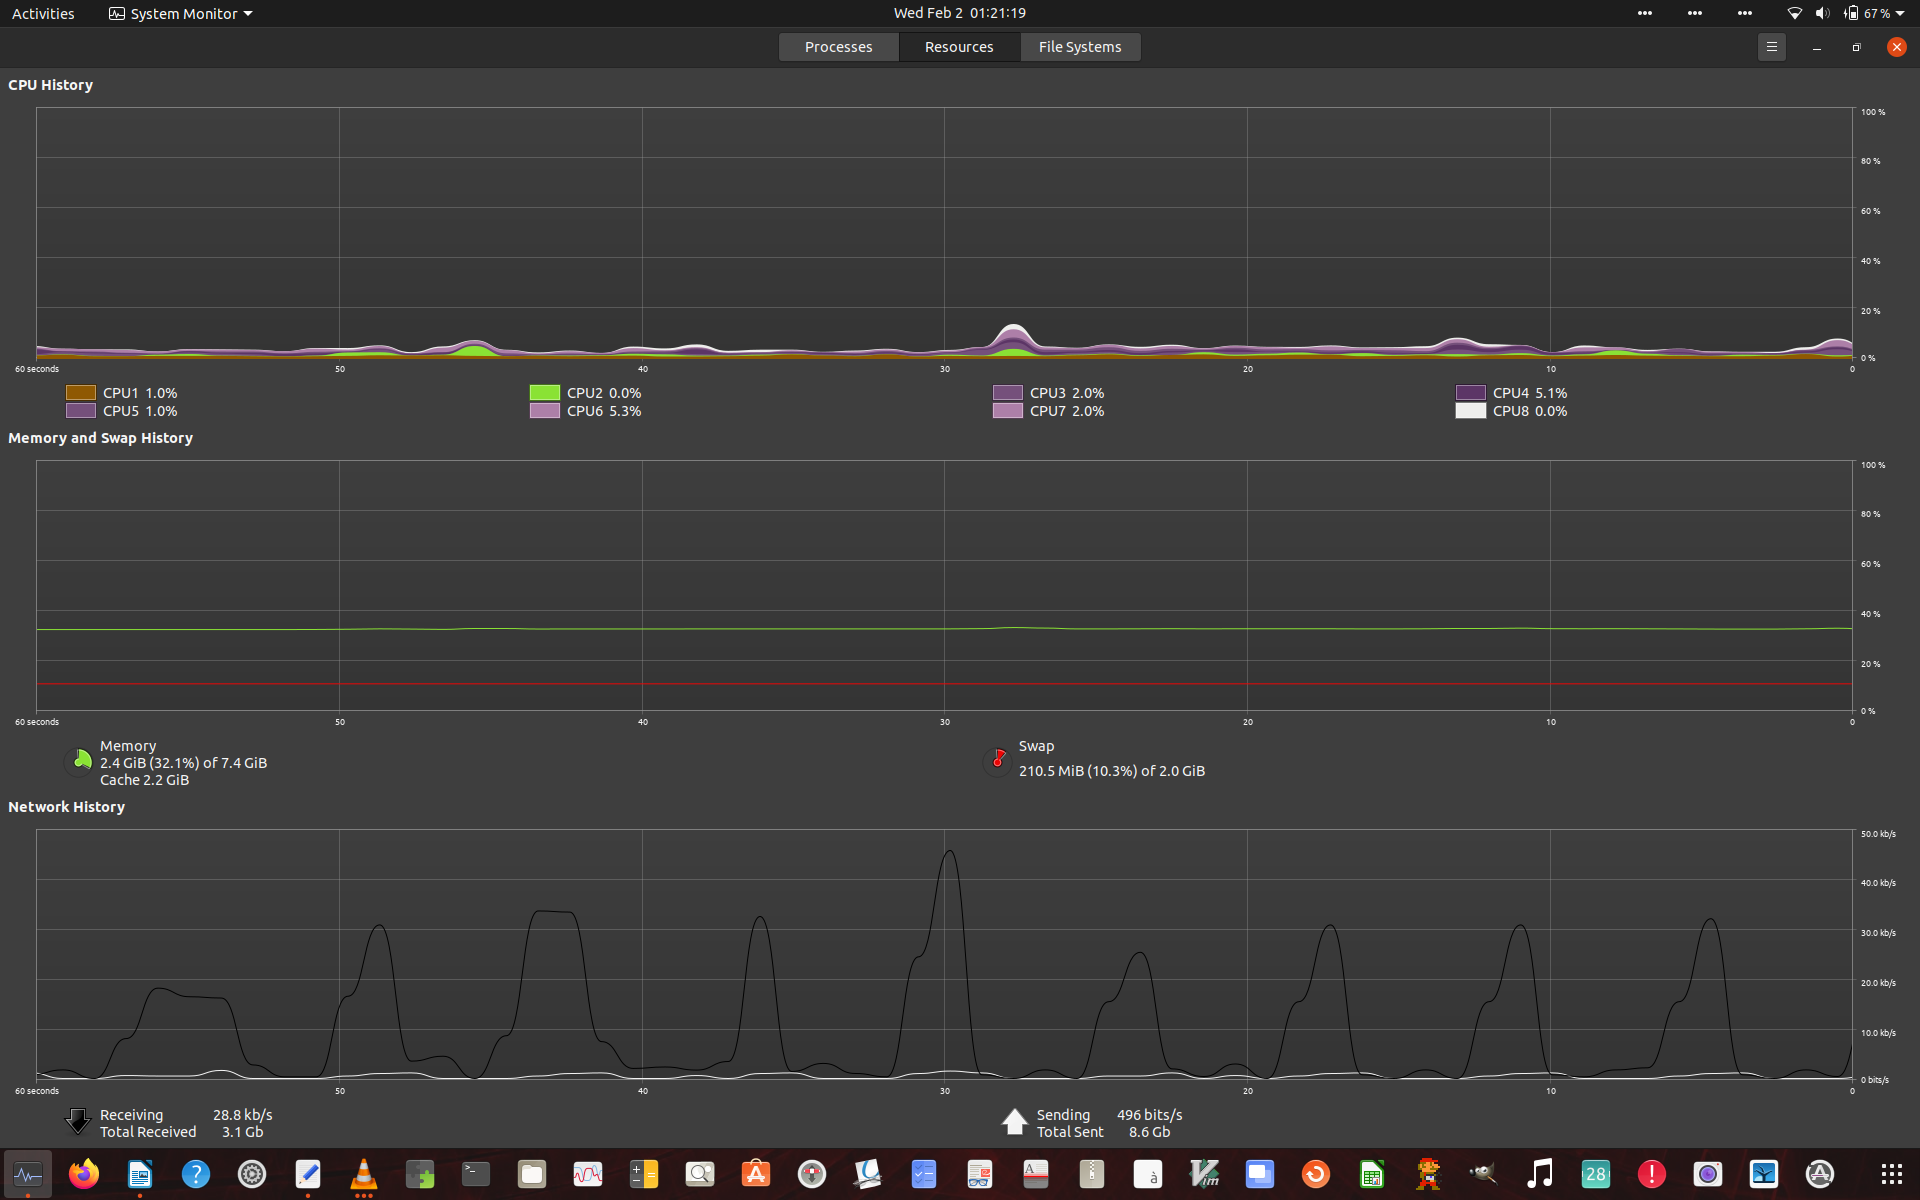 Activities System Monitor Wed Feb 2 01:21:19 67 %
Processes Resources File Systems
CPU History
100 %
80 %
60 %
40 %
20 %
0 %
60 seconds 50 40 30 20 10 0
CPU1 1.0% CPU2 0.0% CPU3 2.0% CPU4 5.1%
CPU5 1.0% CPU6 5.3% CPU7 2.0% CPU8 0.0%
Memory and Swap History
100 %
80 %
60 %
40 %
20 %
0 %
60 seconds 50 40 30 20 10 0
Memory
2.4 GiB (32.1%) of 7.4 GiB
Cache 2.2 GiB
Swap
210.5 MiB (10.3%) of 2.0 GiB
Network History
50.0 kb/s
40.0 kb/s
30.0 kb/s
20.0 kb/s
10.0 kb/s
0 bits/s
60 seconds 50 40 30 20 10 0
Receiving 28.8 kb/s
Total Received 3.1 Gb
Sending 496 bits/s
Total Sent 8.6 Gb
? >_ A A à Vim 28 !